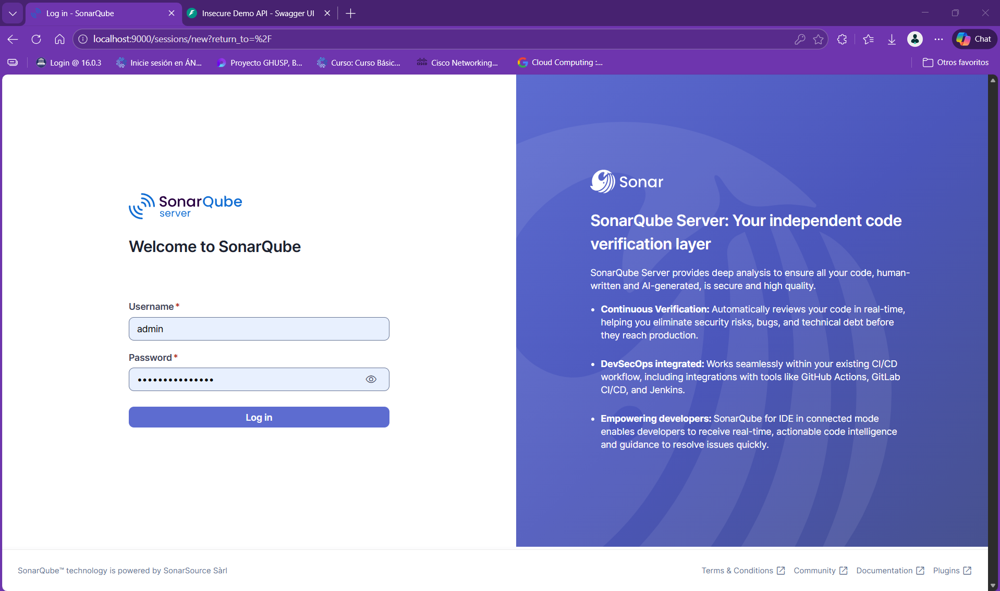 Log in - SonarQube
Insecure Demo API - Swagger UI
localhost:9000/sessions/new?return_to=%2F
Chat
Login @ 16.0.3
Inicie sesión en ÁN...
Proyecto GHUSP, B...
Curso: Curso Básic...
Cisco Networking...
Cloud Computing :...
Otros favoritos
SonarQube
server
Welcome to SonarQube
Username*
admin
Password*
•••••••••••••••
Log in
Sonar
SonarQube Server: Your independent code
verification layer
SonarQube Server provides deep analysis to ensure all your code, human-
written and AI-generated, is secure and high quality.
• Continuous Verification: Automatically reviews your code in real-time,
helping you eliminate security risks, bugs, and technical debt before
they reach production.
• DevSecOps integrated: Works seamlessly within your existing CI/CD
workflow, including integrations with tools like GitHub Actions, GitLab
CI/CD, and Jenkins.
• Empowering developers: SonarQube for IDE in connected mode
enables developers to receive real-time, actionable code intelligence
and guidance to resolve issues quickly.
SonarQube™ technology is powered by SonarSource Sàrl
Terms & Conditions
Community
Documentation
Plugins